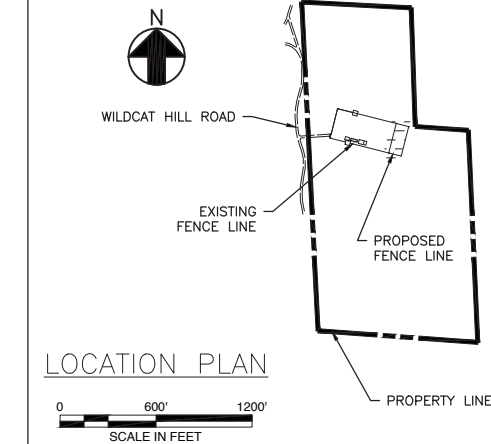 N
WILDCAT HILL ROAD
EXISTING
FENCE LINE
PROPOSED
FENCE LINE
LOCATION PLAN
PROPERTY LINE
0 600' 1200'
SCALE IN FEET